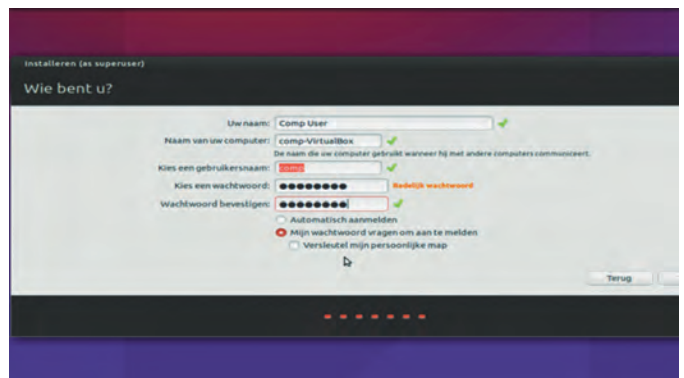 Installeren (as superuser)
Wie bent u?
Uw naam: Comp User
Naam van uw computer: comp-VirtualBox
De naam die uw computer gebruikt wanneer hij met andere computers communiceert.
Kies een gebruikersnaam: comp
Kies een wachtwoord: ●●●●●●●● Redelijk wachtwoord
Wachtwoord bevestigen: ●●●●●●●●
Automatisch aanmelden
Mijn wachtwoord vragen om aan te melden
Versleutel mijn persoonlijke map
Terug